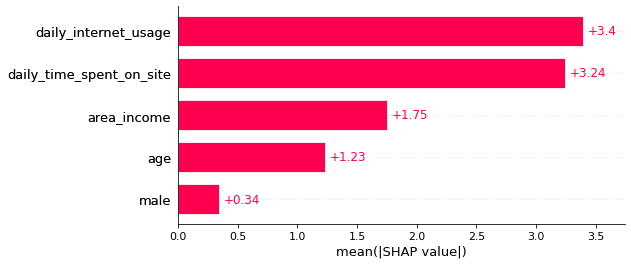 daily_internet_usage +3.4
daily_time_spent_on_site +3.24
area_income +1.75
age +1.23
male +0.34
0.0 0.5 1.0 1.5 2.0 2.5 3.0 3.5
mean(|SHAP value|)